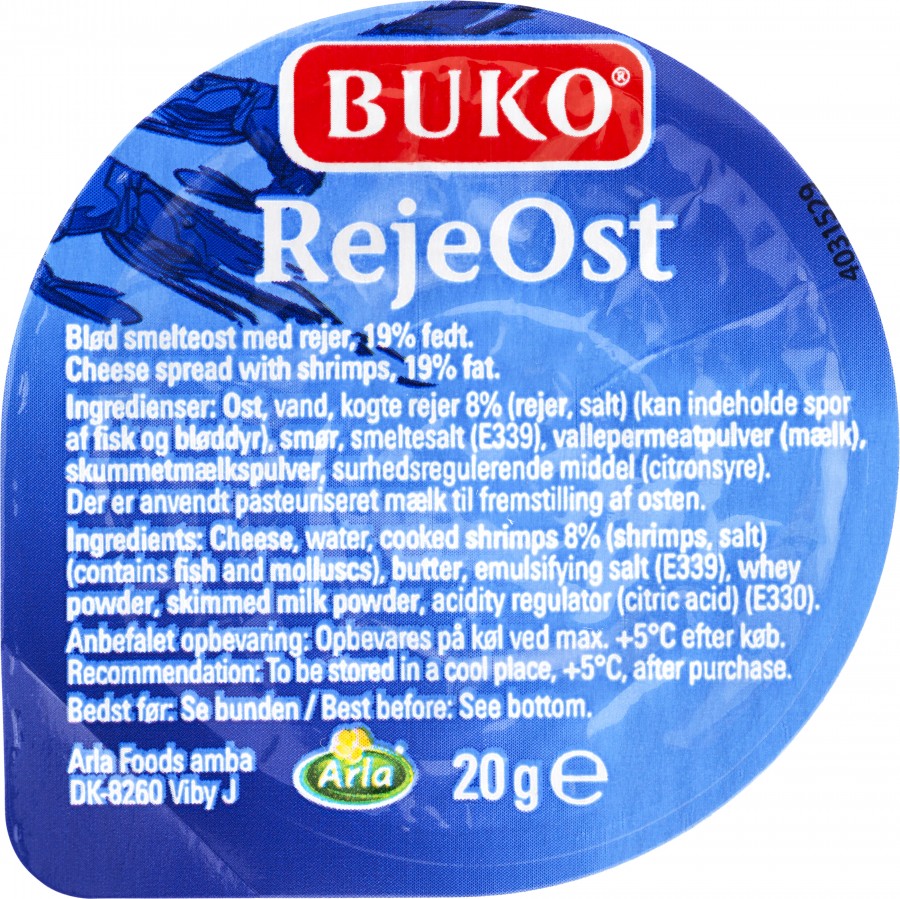 BUKO®
RejeOst
4031529
Blød smelteost med rejer, 19% fedt.
Cheese spread with shrimps, 19% fat.
Ingredienser: Ost, vand, kogte rejer 8% (rejer, salt) (kan indeholde spor
af fisk og bløddyr), smør, smeltesalt (E339), vallepermeatpulver (mælk),
skummetmælkspulver, surhedsregulerende middel (citronsyre).
Der er anvendt pasteuriseret mælk til fremstilling af osten.
Ingredients: Cheese, water, cooked shrimps 8% (shrimps, salt)
(contains fish and molluscs), butter, emulsifying salt (E339), whey
powder, skimmed milk powder, acidity regulator (citric acid) (E330).
Anbefalet opbevaring: Opbevares på køl ved max. +5°C efter køb.
Recommendation: To be stored in a cool place, +5°C, after purchase.
Bedst før: Se bunden / Best before: See bottom.
Arla Foods amba
DK-8260 Viby J
Arla
20 g ℮